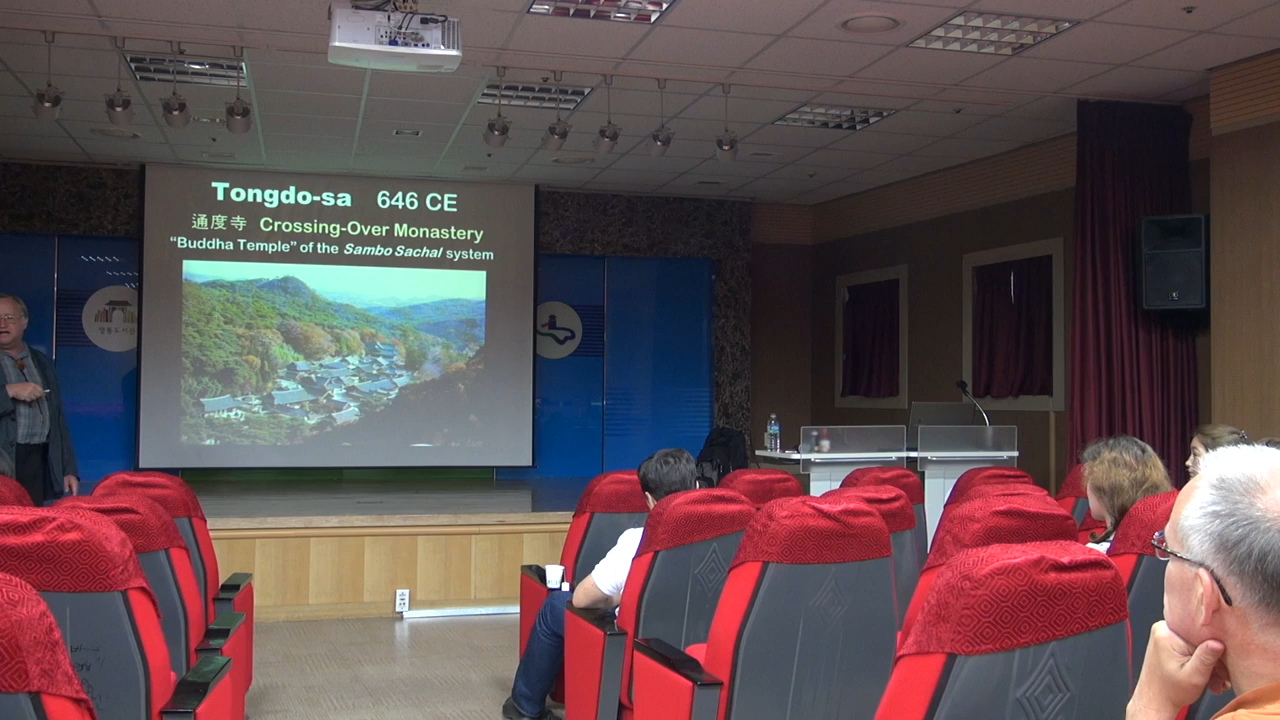 Tongdo-sa 646 CE
通度寺 Crossing-Over Monastery
“Buddha Temple” of the Sambo Sachal system